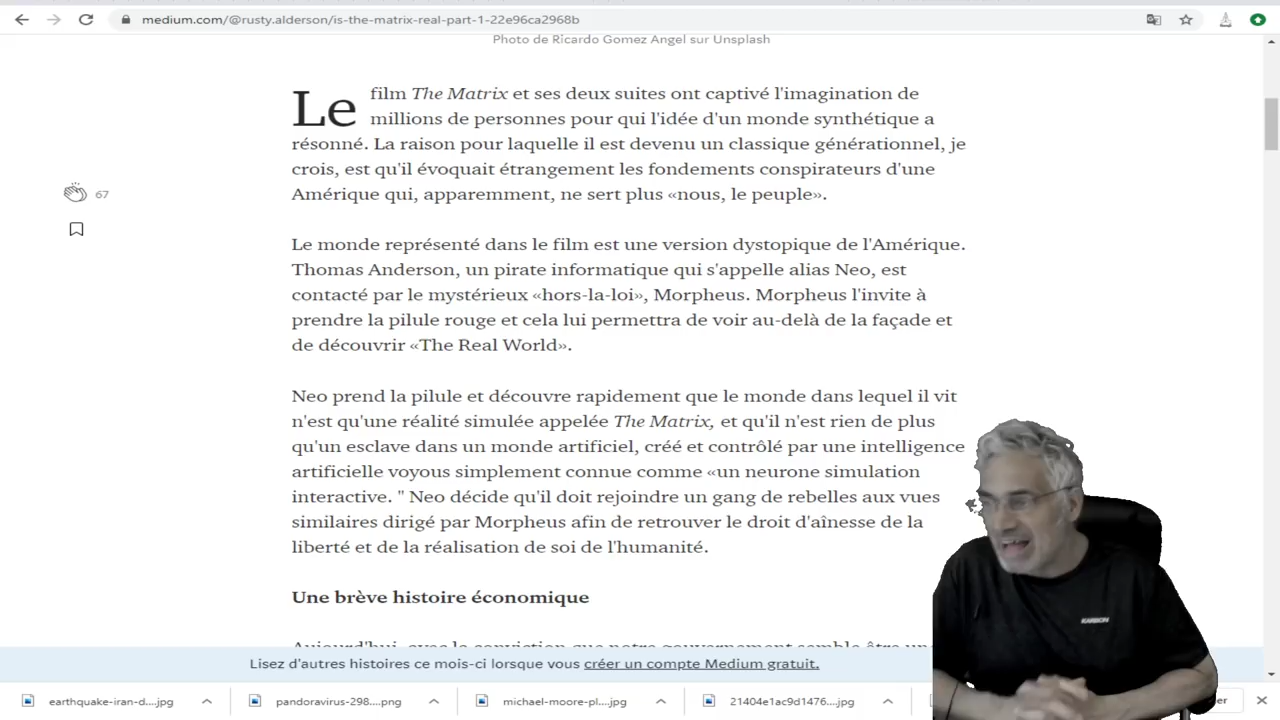 medium.com/@rusty.alderson/is-the-matrix-real-part-1-22e96ca2968b
Photo de Ricardo Gomez Angel sur Unsplash
Le film The Matrix et ses deux suites ont captivé l'imagination de
millions de personnes pour qui l'idée d'un monde synthétique a
résonné. La raison pour laquelle il est devenu un classique générationnel, je
crois, est qu'il évoquait étrangement les fondements conspirateurs d'une
Amérique qui, apparemment, ne sert plus «nous, le peuple».
67
Le monde représenté dans le film est une version dystopique de l'Amérique.
Thomas Anderson, un pirate informatique qui s'appelle alias Neo, est
contacté par le mystérieux «hors-la-loi», Morpheus. Morpheus l'invite à
prendre la pilule rouge et cela lui permettra de voir au-delà de la façade et
de découvrir «The Real World».
Neo prend la pilule et découvre rapidement que le monde dans lequel il vit
n'est qu'une réalité simulée appelée The Matrix, et qu'il n'est rien de plus
qu'un esclave dans un monde artificiel, créé et contrôlé par une intelligence
artificielle voyous simplement connue comme «un neurone simulation
interactive. " Neo décide qu'il doit rejoindre un gang de rebelles aux vues
similaires dirigé par Morpheus afin de retrouver le droit d'aînesse de la
liberté et de la réalisation de soi de l'humanité.
Une brève histoire économique
Aujourd'hui, avec la conviction que notre gouvernement semble être
Lisez d'autres histoires ce mois-ci lorsque vous créer un compte Medium gratuit.
KARBON
earthquake-iran-d....jpg
pandoravirus-298....png
michael-moore-pl....jpg
21404e1ac9d1476....jpg